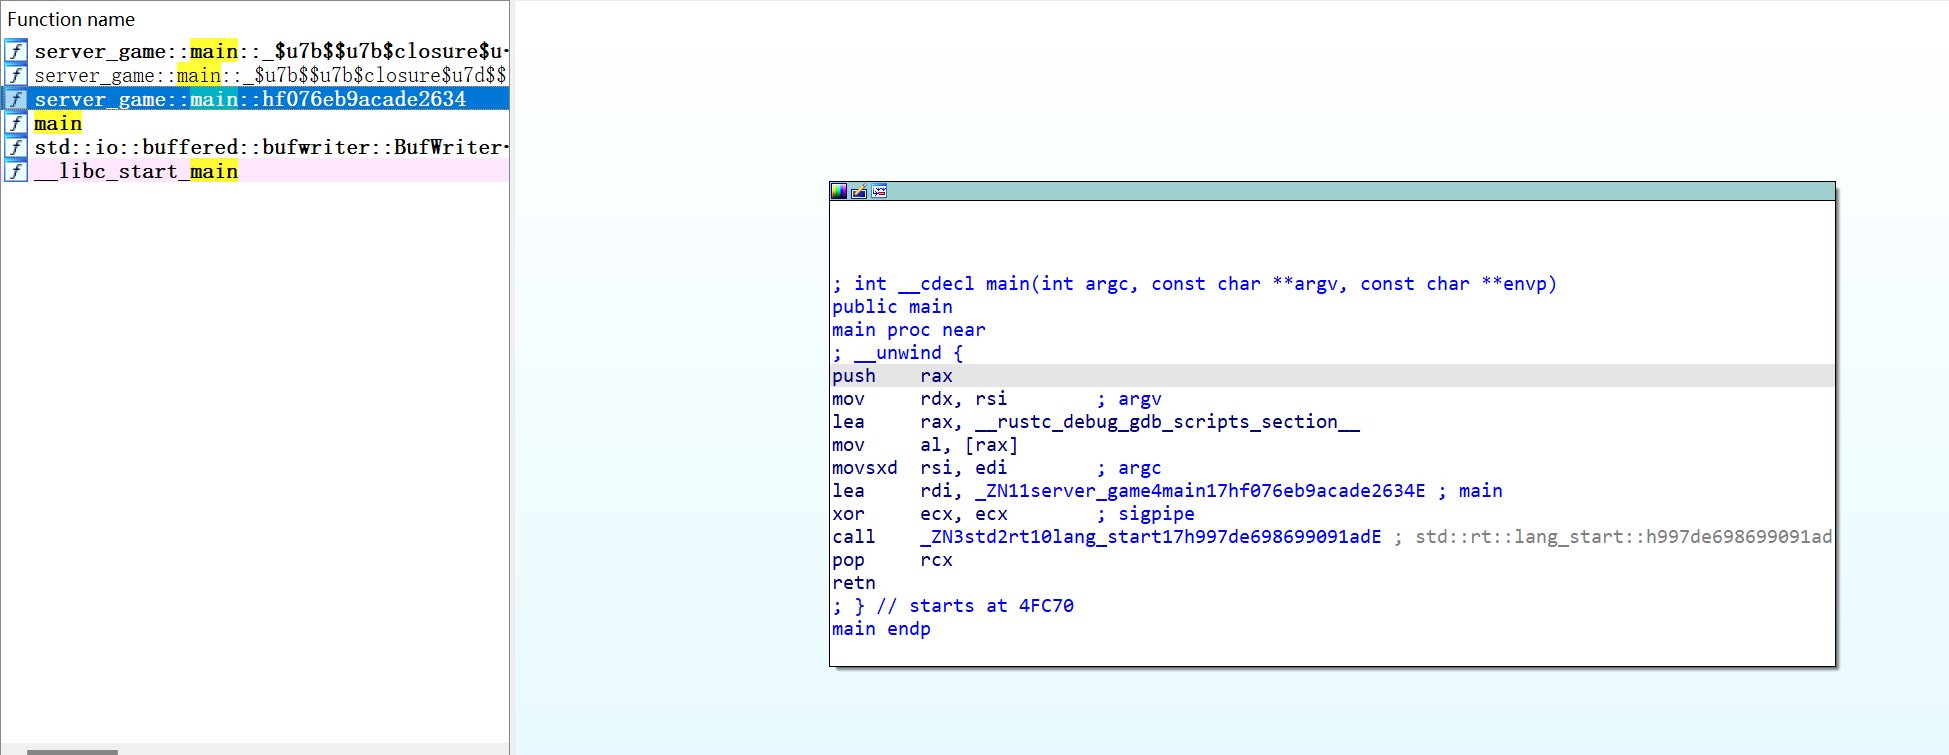 Function name
server_game::main::_$u7b$$u7b$closure$u
server_game::main::_$u7b$$u7b$closure$u7d$$
server_game::main::hf076eb9acade2634
main
std::io::buffered::bufwriter::BufWriter
__libc_start_main
; int __cdecl main(int argc, const char **argv, const char **envp)
public main
main proc near
; __unwind {
push rax
mov rdx, rsi ; argv
lea rax, __rustc_debug_gdb_scripts_section__
mov al, [rax]
movsxd rsi, edi ; argc
lea rdi, _ZN11server_game4main17hf076eb9acade2634E ; main
xor ecx, ecx ; sigpipe
call _ZN3std2rt10lang_start17h997de698699091adE ; std::rt::lang_start::h997de698699091ad
pop rcx
retn
; } // starts at 4FC70
main endp